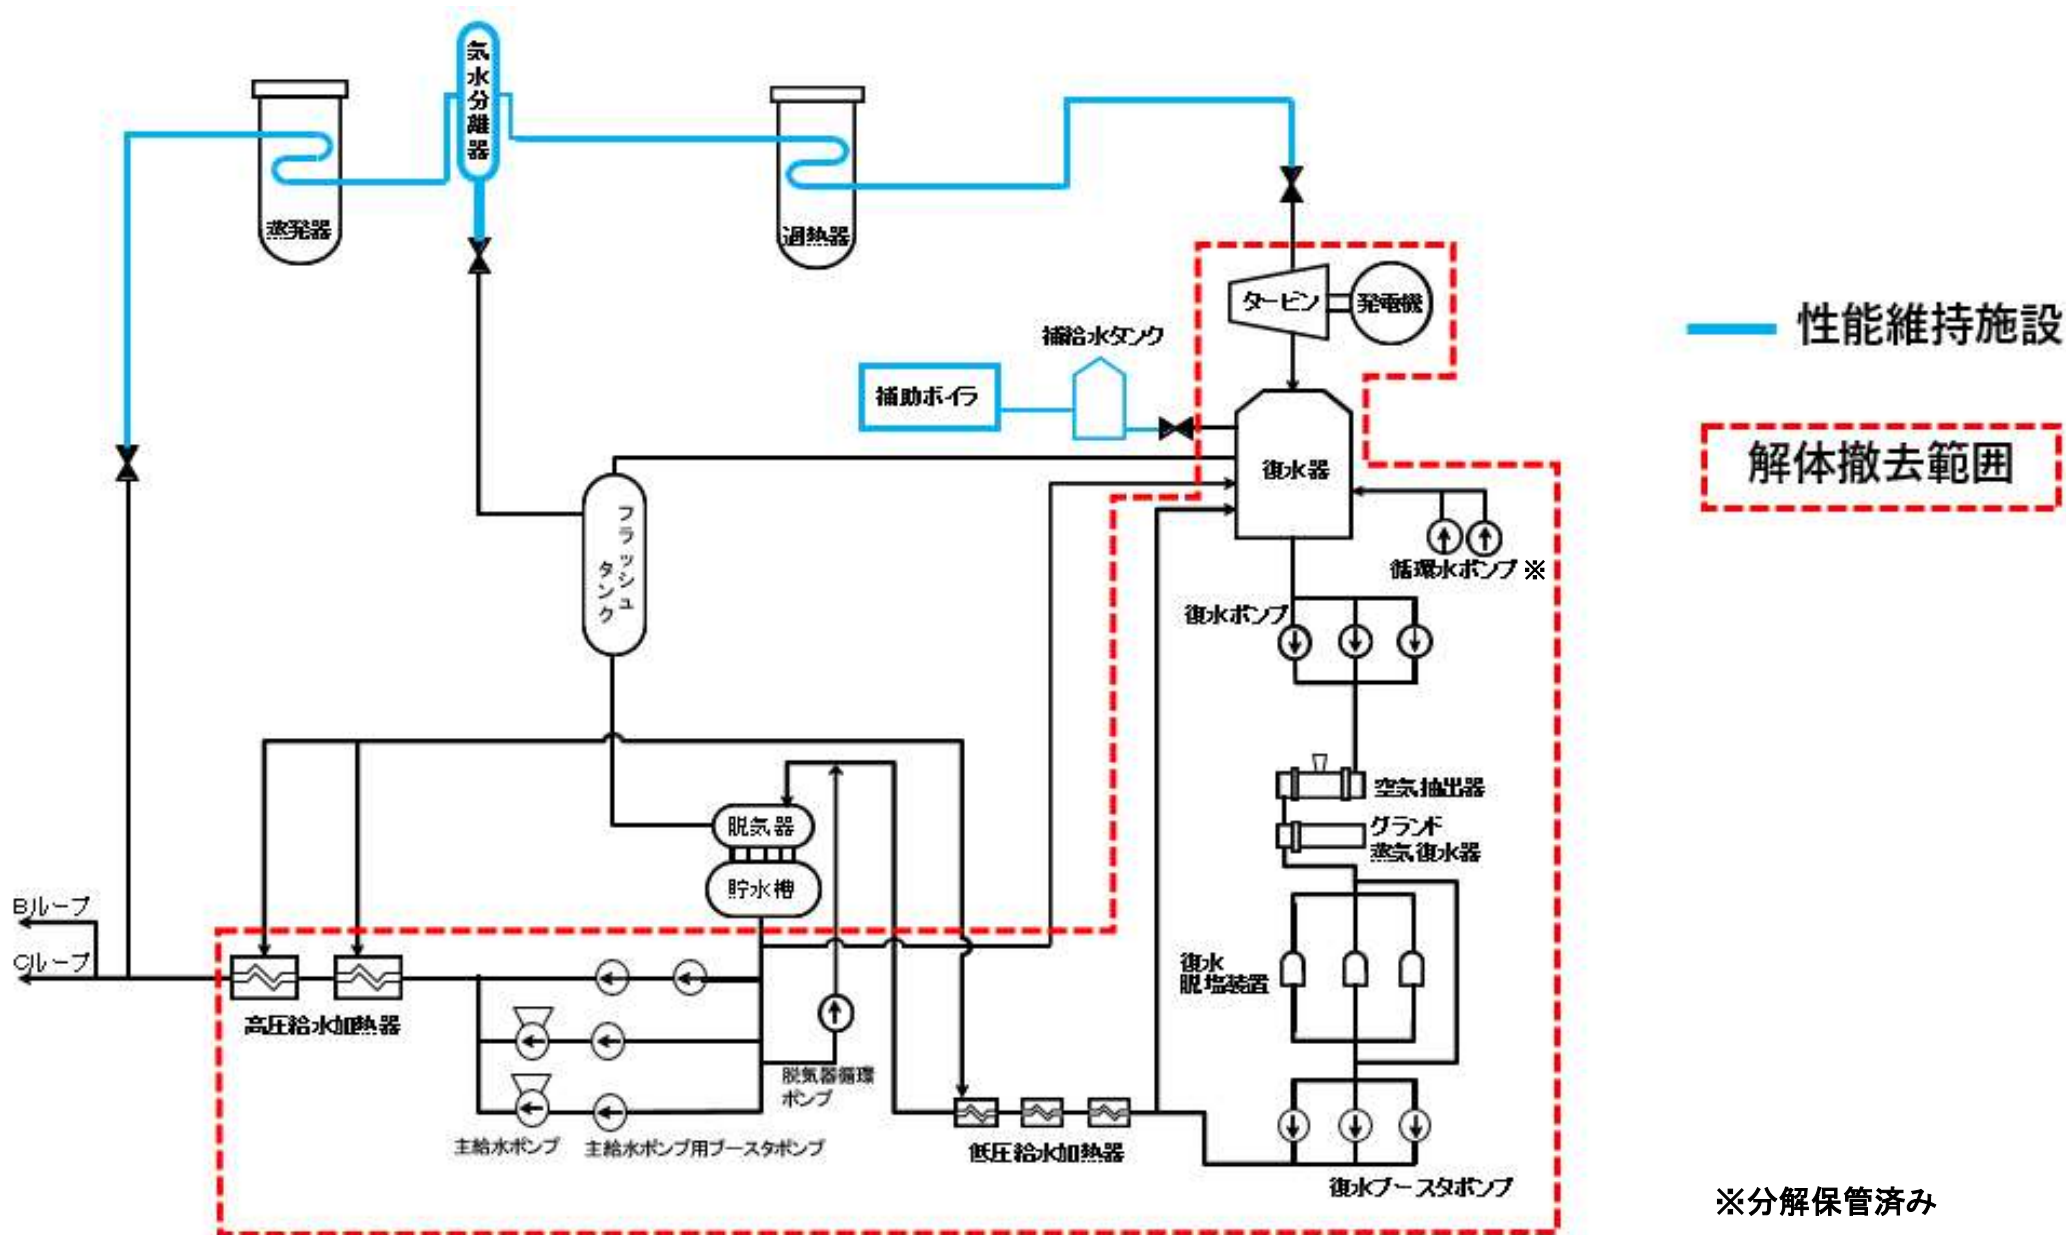 気水分離器
蒸発器
過熱器
タービン
発電機
性能維持施設
補給水タンク
補助ボイラ
解体撤去範囲
復水器
フラッシュ
タンク
循環水ポンプ※
復水ポンプ
空気抽出器
脱気器
グランド
蒸気復水器
貯水槽
Bループ
Cループ
復水
脱塩装置
高圧給水加熱器
脱気器循環
ポンプ
主給水ポンプ
主給水ポンプ用ブースタポンプ
低圧給水加熱器
復水ブースタポンプ
※分解保管済み